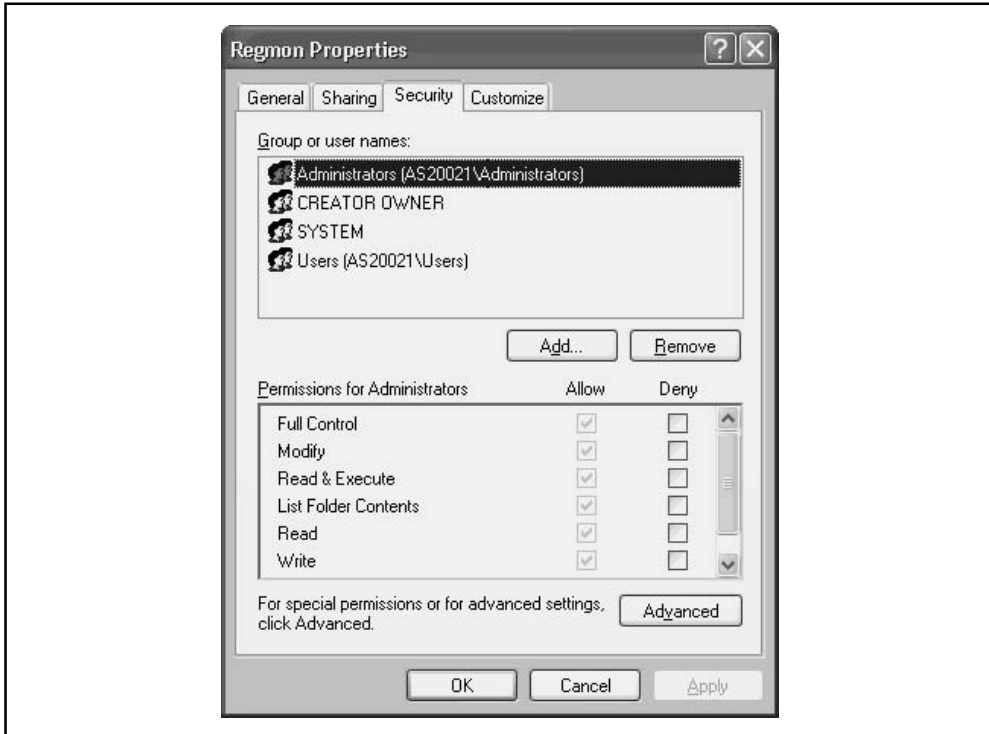 Regmon Properties
General Sharing Security Customize
Group or user names:
Administrators (AS20021\Administrators)
CREATOR OWNER
SYSTEM
Users (AS20021\Users)
Add... Remove
Permissions for Administrators Allow Deny
Full Control
Modify
Read & Execute
List Folder Contents
Read
Write
For special permissions or for advanced settings,
click Advanced.
Advanced
OK Cancel Apply